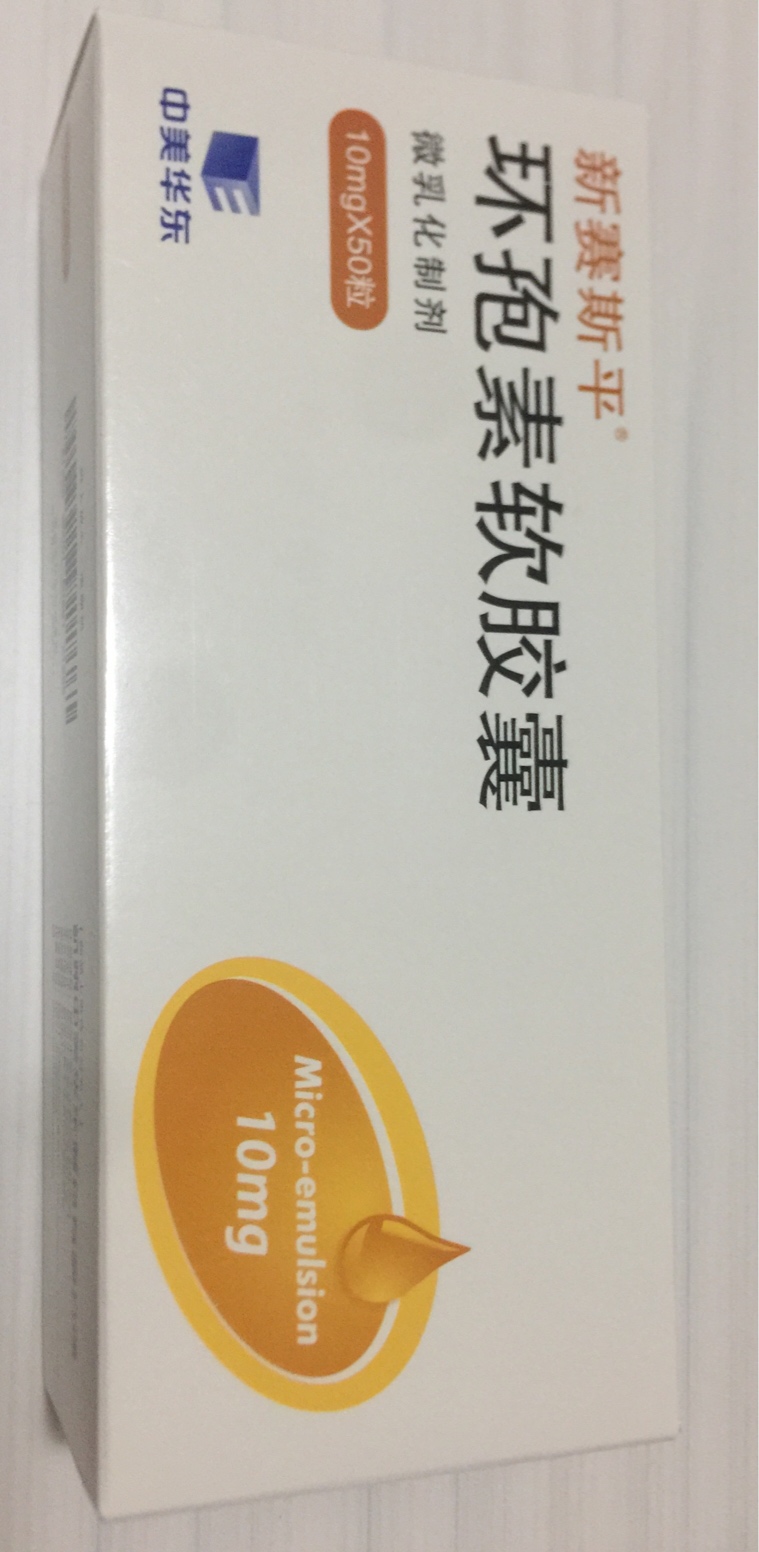 新赛斯平®
环孢素软胶囊
微乳化制剂
10mgX50粒
中美华东
Micro-emulsion
10mg